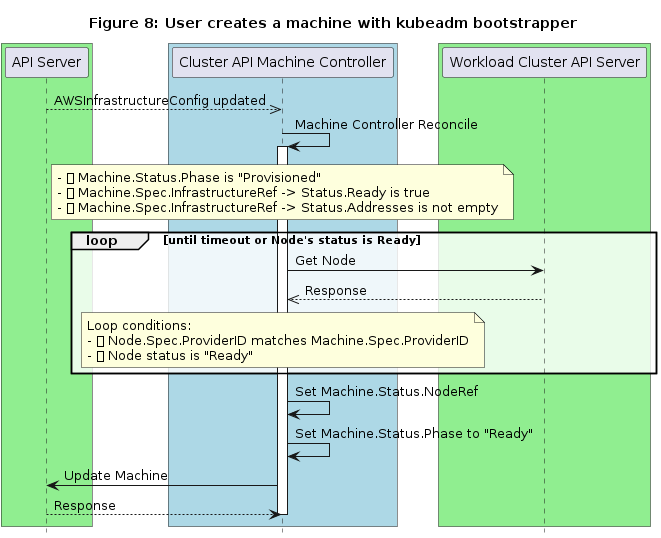 Figure 8: User creates a machine with kubeadm bootstrapper
API Server
Cluster API Machine Controller
Workload Cluster API Server
AWSInfrastructureConfig updated
Machine Controller Reconcile
- Machine.Status.Phase is "Provisioned"
- Machine.Spec.InfrastructureRef -> Status.Ready is true
- Machine.Spec.InfrastructureRef -> Status.Addresses is not empty
loop [until timeout or Node's status is Ready]
Get Node
Response
Loop conditions:
- Node.Spec.ProviderID matches Machine.Spec.ProviderID
- Node status is "Ready"
Set Machine.Status.NodeRef
Set Machine.Status.Phase to "Ready"
Update Machine
Response